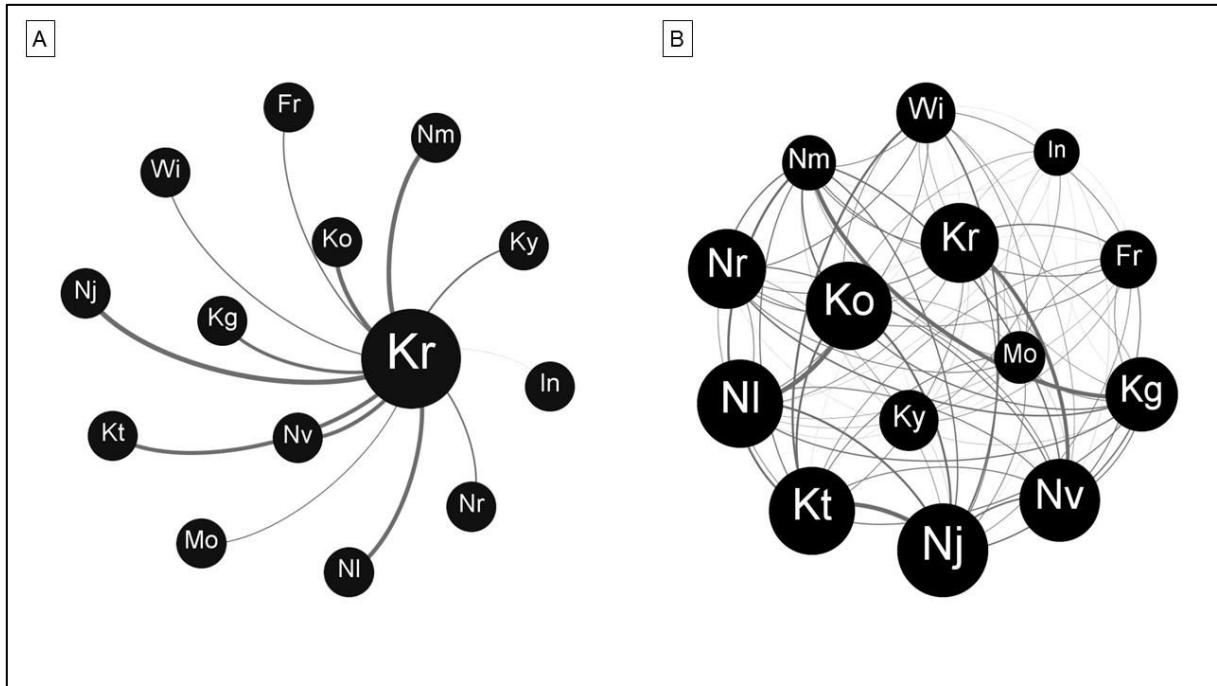 A
Fr
Nm
Wi
Ko
Ky
Nj
Kg
Kr
In
Kt
Nv
Nr
Mo
Nl
B
Wi
Nm
In
Kr
Nr
Fr
Ko
Mo
Nl
Kg
Ky
Kt
Nv
Nj